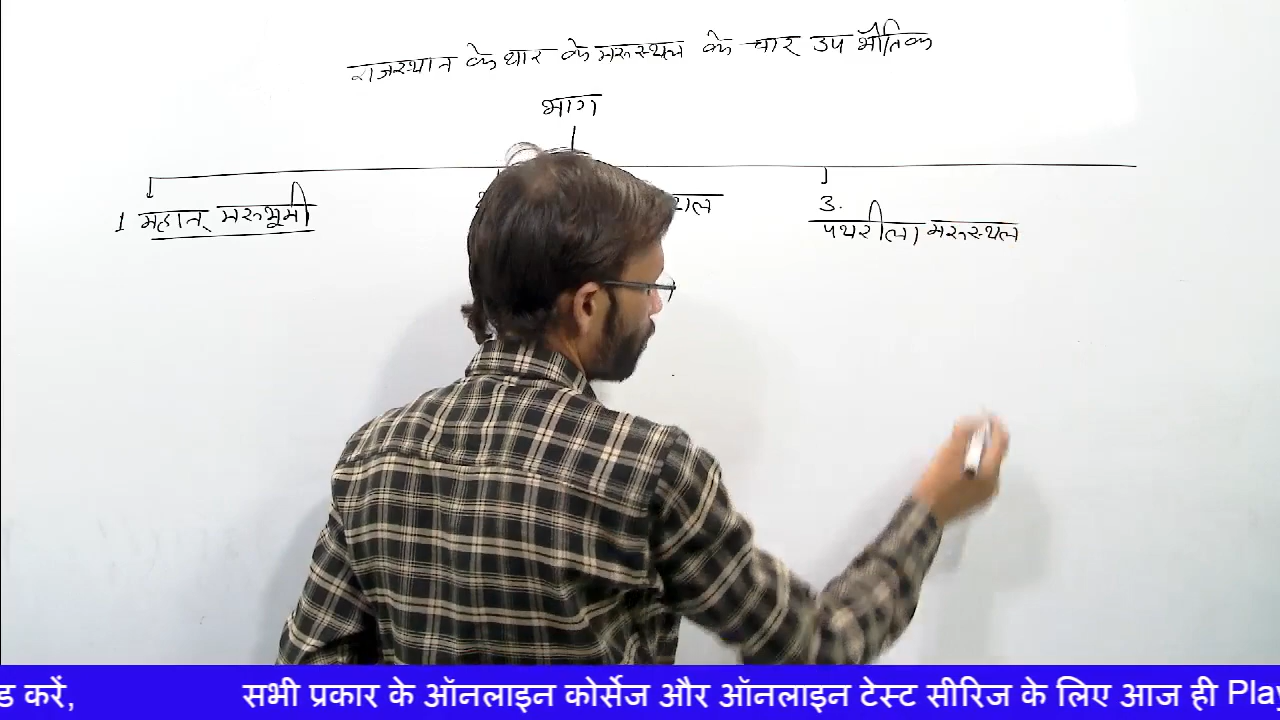 राजस्थान के थार के मरूस्थल के चार उप भौतिक
भाग
1 महान् मरूभूमी
3.
पथरीला मरूस्थल
ड करें, सभी प्रकार के ऑनलाइन कोर्सेज और ऑनलाइन टेस्ट सीरिज के लिए आज ही Play